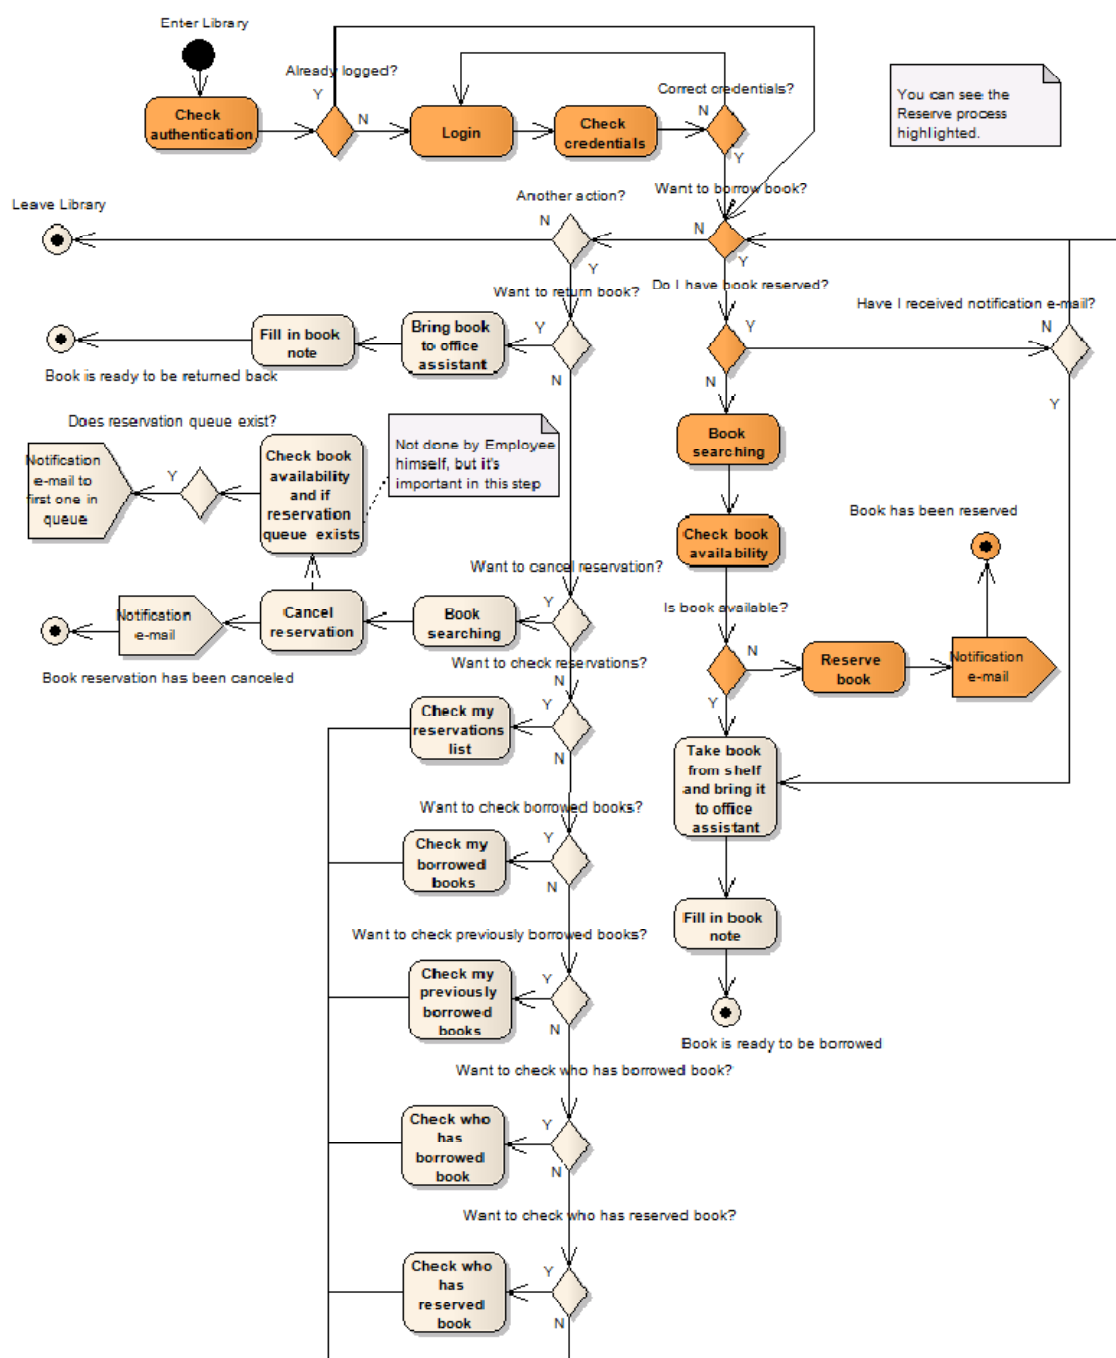 Enter Library
Already logged?
Y
N
Check
authentication
Login
Check
credentials
Correct credentials?
N
Y
You can see the
Reserve process
highlighted.
Want to borrow book?
N
Y
Another action?
N
Y
Leave Library
Want to return book?
Y
N
Bring book
to office
assistant
Fill in book
note
Book is ready to be returned back
Do I have book reserved?
Y
N
Have I received notification e-mail?
N
Y
Does reservation queue exist?
Notification
e-mail to
first one in
queue
Y
Check book
availability
and if
reservation
queue exists
Not done by Employee
himself, but it's
important in this step
Book
searching
Check book
availability
Book has been reserved
Want to cancel reservation?
Y
N
Book
searching
Cancel
reservation
Notification
e-mail
Book reservation has been canceled
Is book available?
N
Y
Reserve
book
Notification
e-mail
Want to check reservations?
Y
N
Check my
reservations
list
Take book
from shelf
and bring it
to office
assistant
Want to check borrowed books?
Y
N
Check my
borrowed
books
Fill in book
note
Book is ready to be borrowed
Want to check previously borrowed books?
Y
N
Check my
previously
borrowed
books
Want to check who has borrowed book?
Y
N
Check who
has
borrowed
book
Want to check who has reserved book?
Y
N
Check who
has
reserved
book